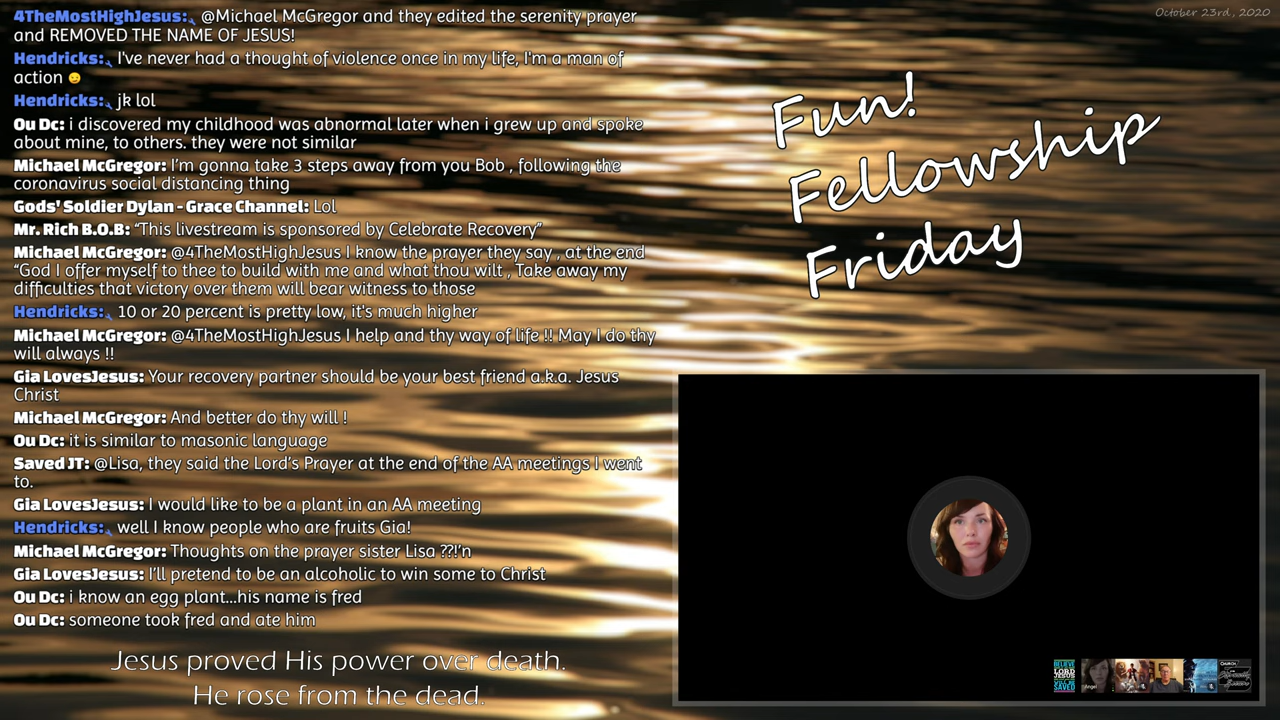 4TheMostHighJesus: @Michael McGregor and they edited the serenity prayer
and REMOVED THE NAME OF JESUS!
Hendricks: I've never had a thought of violence once in my life, I'm a man of
action 😏
Hendricks: jk lol
Ou Dc: i discovered my childhood was abnormal later when i grew up and spoke
about mine, to others. they were not similar
Michael McGregor: I'm gonna take 3 steps away from you Bob , following the
coronavirus social distancing thing
Gods' Soldier Dylan - Grace Channel: Lol
Mr. Rich B.O.B: “This livestream is sponsored by Celebrate Recovery”
Michael McGregor: @4TheMostHighJesus I know the prayer they say , at the end
“God I offer myself to thee to build with me and what thou wilt , Take away my
difficulties that victory over them will bear witness to those
Hendricks: 10 or 20 percent is pretty low, it's much higher
Michael McGregor: @4TheMostHighJesus I help and thy way of life !! May I do thy
will always !!
Gia LovesJesus: Your recovery partner should be your best friend a.k.a. Jesus
Christ
Michael McGregor: And better do thy will !
Ou Dc: it is similar to masonic language
Saved JT: @Lisa, they said the Lord's Prayer at the end of the AA meetings I went
to.
Gia LovesJesus: I would like to be a plant in an AA meeting
Hendricks: well I know people who are fruits Gia!
Michael McGregor: Thoughts on the prayer sister Lisa ??!'n
Gia LovesJesus: I'll pretend to be an alcoholic to win some to Christ
Ou Dc: i know an egg plant...his name is fred
Ou Dc: someone took fred and ate him
Jesus proved His power over death.
He rose from the dead.
October 23rd, 2020
Fun!
Fellowship
Friday
BELIEVE
LORD
JESUS
SAVED
Angel
CHURCH